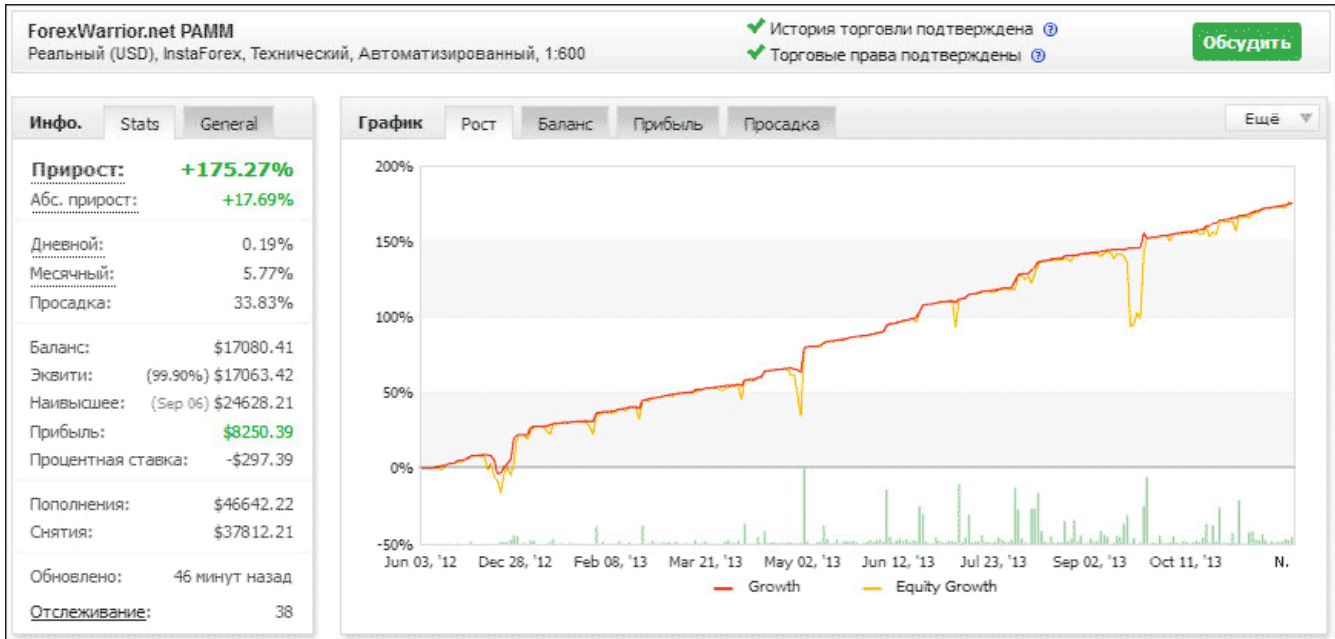 ForexWarrior.net PAMM
Реальный (USD), InstaForex, Технический, Автоматизированный, 1:600
История торговли подтверждена
Торговые права подтверждены
Обсудить
Инфо. Stats General
Прирост: +175.27%
Абс. прирост: +17.69%
Дневной: 0.19%
Месячный: 5.77%
Просадка: 33.83%
Баланс: $17080.41
Эквити: (99.90%) $17063.42
Наивысшее: (Sep 06) $24628.21
Прибыль: $8250.39
Процентная ставка: -$297.39
Пополнения: $46642.22
Снятия: $37812.21
Обновлено: 46 минут назад
Отслеживание: 38
График Рост Баланс Прибыль Просадка Ещё
200%
150%
100%
50%
0%
-50%
Jun 03, '12 Dec 28, '12 Feb 08, '13 Mar 21, '13 May 02, '13 Jun 12, '13 Jul 23, '13 Sep 02, '13 Oct 11, '13 N.
Growth Equity Growth